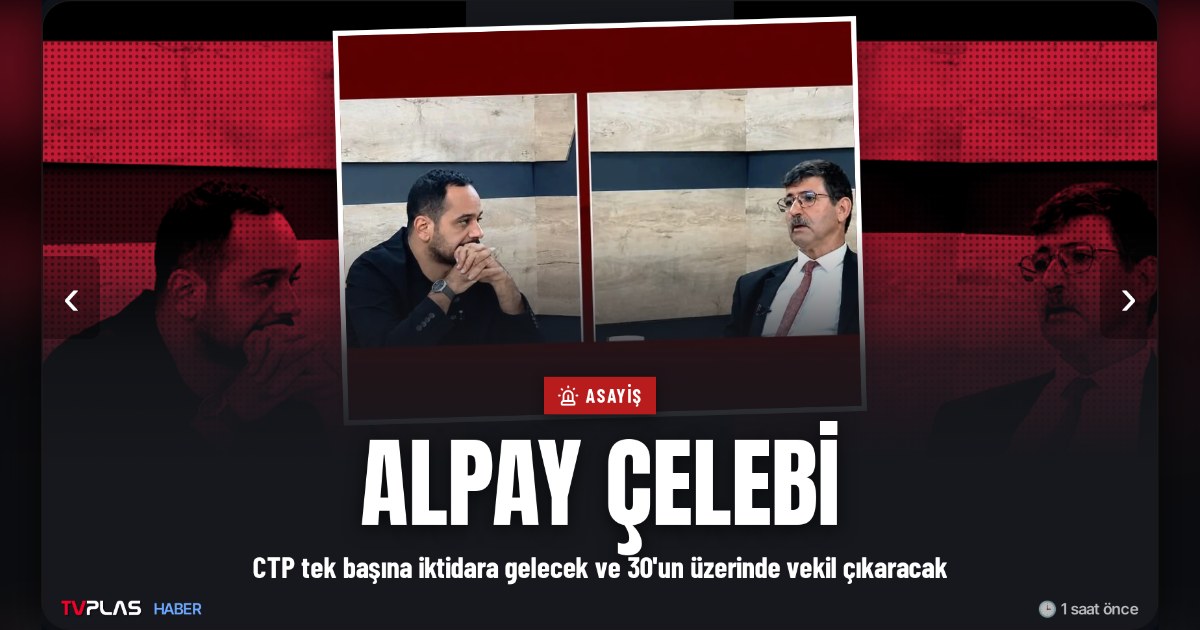 ASAYİŞ
ALPAY ÇELEBİ
CTP tek başına iktidara gelecek ve 30'un üzerinde vekil çıkaracak
TVPLAS HABER
1 saat önce